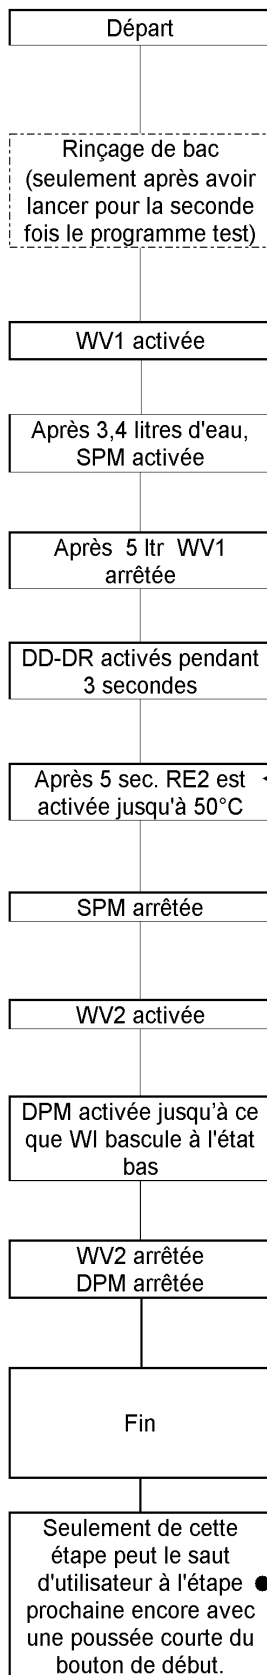 Départ
Rinçage de bac
(seulement après avoir
lancer pour la seconde
fois le programme test)
WV1 activée
Après 3,4 litres d'eau,
SPM activée
Après 5 ltr WV1
arrêtée
DD-DR activés pendant
3 secondes
Après 5 sec. RE2 est
activée jusqu'à 50°C
SPM arrêtée
WV2 activée
DPM activée jusqu'à ce
que WI bascule à l'état
bas
WV2 arrêtée
DPM arrêtée
Fin
Seulement de cette
étape peut le saut
d'utilisateur à l'étape
prochaine encore avec
une poussée courte du
bouton de début.